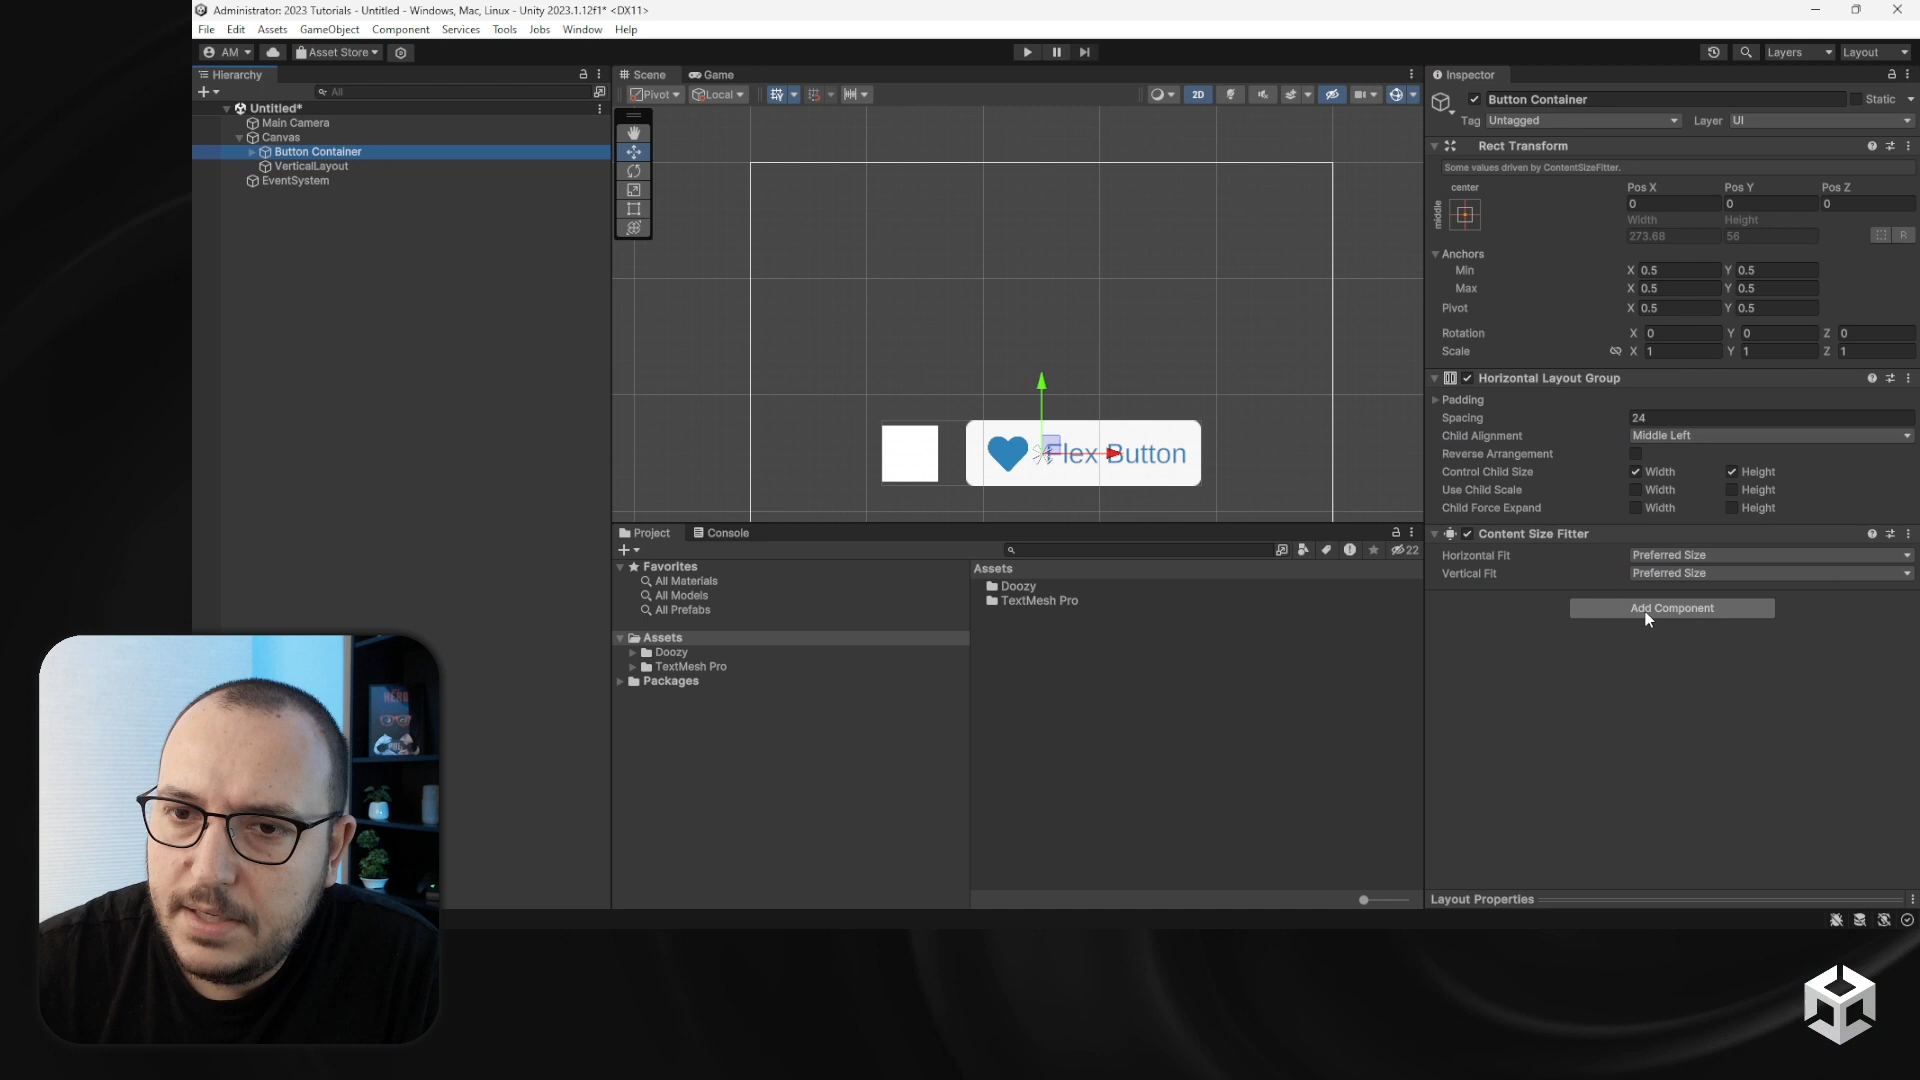 Administrator: 2023 Tutorials - Untitled - Windows, Mac, Linux - Unity 2023.1.12f1* <DX11>
File Edit Assets GameObject Component Services Tools Jobs Window Help
AM Asset Store Layers Layout
Hierarchy
All
Untitled*
Main Camera
Canvas
Button Container
VerticalLayout
EventSystem
Scene Game
Pivot Local 2D
Flex Button
Project Console
22
Favorites
All Materials
All Models
All Prefabs
Assets
Doozy
TextMesh Pro
Packages
Assets
Doozy
TextMesh Pro
Inspector
Button Container Static
Tag Untagged Layer UI
Rect Transform
Some values driven by ContentSizeFitter.
center Pos X Pos Y Pos Z
middle 0 0 0
Width Height
273.68 56 R
Anchors
Min X 0.5 Y 0.5
Max X 0.5 Y 0.5
Pivot X 0.5 Y 0.5
Rotation X 0 Y 0 Z 0
Scale X 1 Y 1 Z 1
Horizontal Layout Group
Padding
Spacing 24
Child Alignment Middle Left
Reverse Arrangement
Control Child Size Width Height
Use Child Scale Width Height
Child Force Expand Width Height
Content Size Fitter
Horizontal Fit Preferred Size
Vertical Fit Preferred Size
Add Component
Layout Properties